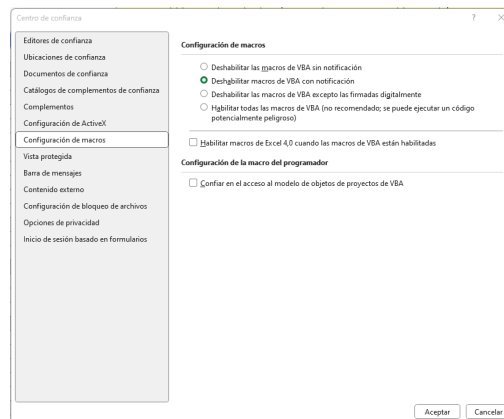 Centro de confianza
Editores de confianza
Ubicaciones de confianza
Documentos de confianza
Catálogos de complementos de confianza
Complementos
Configuración de ActiveX
Configuración de macros
Vista protegida
Barra de mensajes
Contenido externo
Configuración de bloqueo de archivos
Opciones de privacidad
Inicio de sesión basado en formularios
Configuración de macros
Deshabilitar las macros de VBA sin notificación
Deshabilitar macros de VBA con notificación
Deshabilitar las macros de VBA excepto las firmadas digitalmente
Habilitar todas las macros de VBA (no recomendado; se puede ejecutar un código
potencialmente peligroso)
Habilitar macros de Excel 4,0 cuando las macros de VBA están habilitadas
Configuración de la macro del programador
Confiar en el acceso al modelo de objetos de proyectos de VBA
Aceptar
Cancelar